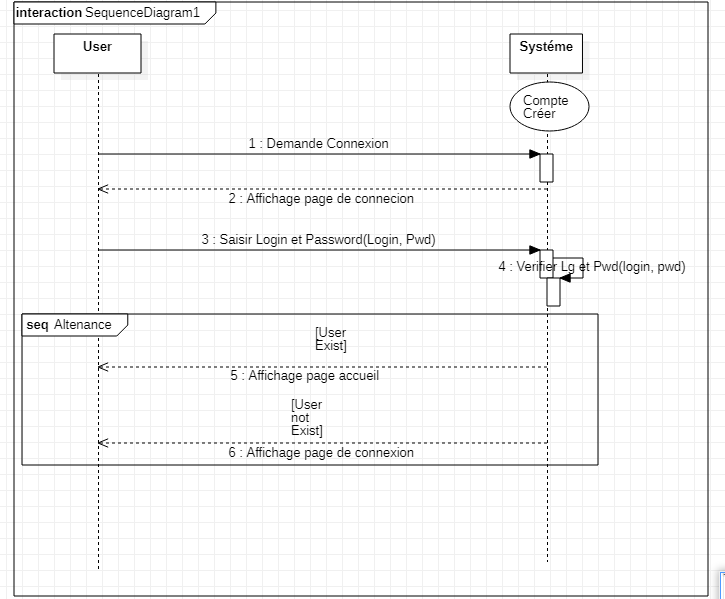 interaction SequenceDiagram1
User
Systéme
Compte
Créer
1 : Demande Connexion
2 : Affichage page de connecion
3 : Saisir Login et Password(Login, Pwd)
4 : Verifier Lg et Pwd(login, pwd)
seq Altenance
[User
Exist]
5 : Affichage page accueil
[User
not
Exist]
6 : Affichage page de connexion